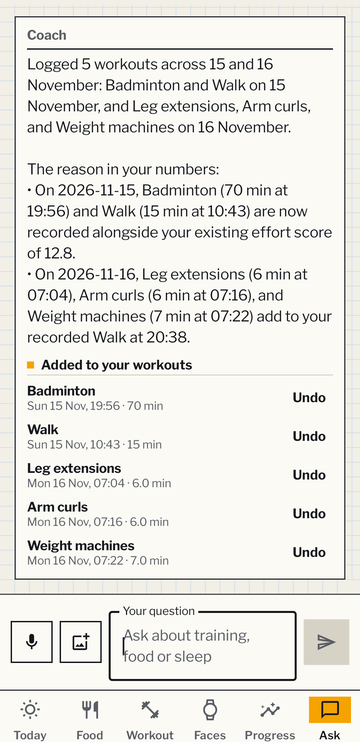 Coach
Logged 5 workouts across 15 and 16
November: Badminton and Walk on 15
November, and Leg extensions, Arm curls,
and Weight machines on 16 November.
The reason in your numbers:
• On 2026-11-15, Badminton (70 min at
19:56) and Walk (15 min at 10:43) are now
recorded alongside your existing effort score
of 12.8.
• On 2026-11-16, Leg extensions (6 min at
07:04), Arm curls (6 min at 07:16), and
Weight machines (7 min at 07:22) add to your
recorded Walk at 20:38.
Added to your workouts
Badminton
Sun 15 Nov, 19:56 · 70 min
Undo
Walk
Sun 15 Nov, 10:43 · 15 min
Undo
Leg extensions
Mon 16 Nov, 07:04 · 6.0 min
Undo
Arm curls
Mon 16 Nov, 07:16 · 6.0 min
Undo
Weight machines
Mon 16 Nov, 07:22 · 7.0 min
Undo
Your question
Ask about training,
food or sleep
Today
Food
Workout
Faces
Progress
Ask